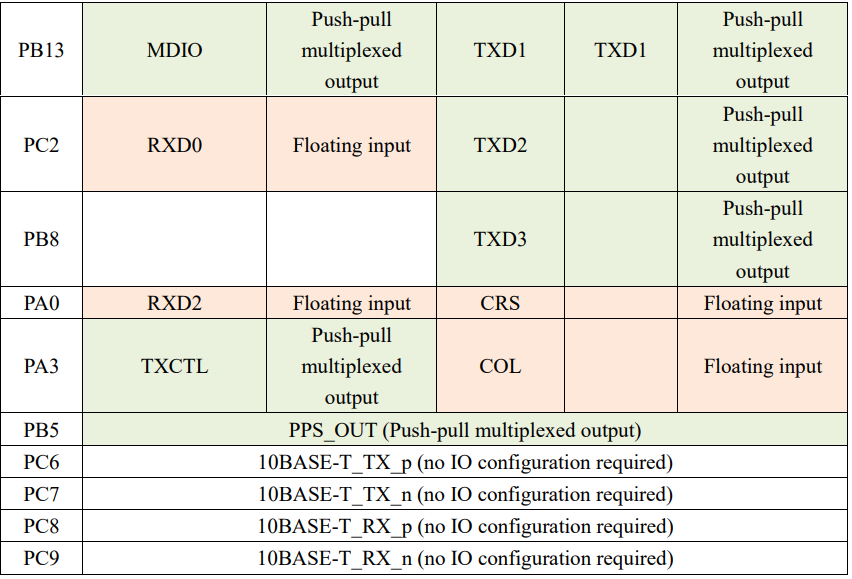 PB13 MDIO Push-pull multiplexed output TXD1 TXD1 Push-pull multiplexed output
PC2 RXD0 Floating input TXD2 Push-pull multiplexed output
PB8 TXD3 Push-pull multiplexed output
PA0 RXD2 Floating input CRS Floating input
PA3 TXCTL Push-pull multiplexed output COL Floating input
PB5 PPS_OUT (Push-pull multiplexed output)
PC6 10BASE-T_TX_p (no IO configuration required)
PC7 10BASE-T_TX_n (no IO configuration required)
PC8 10BASE-T_RX_p (no IO configuration required)
PC9 10BASE-T_RX_n (no IO configuration required)